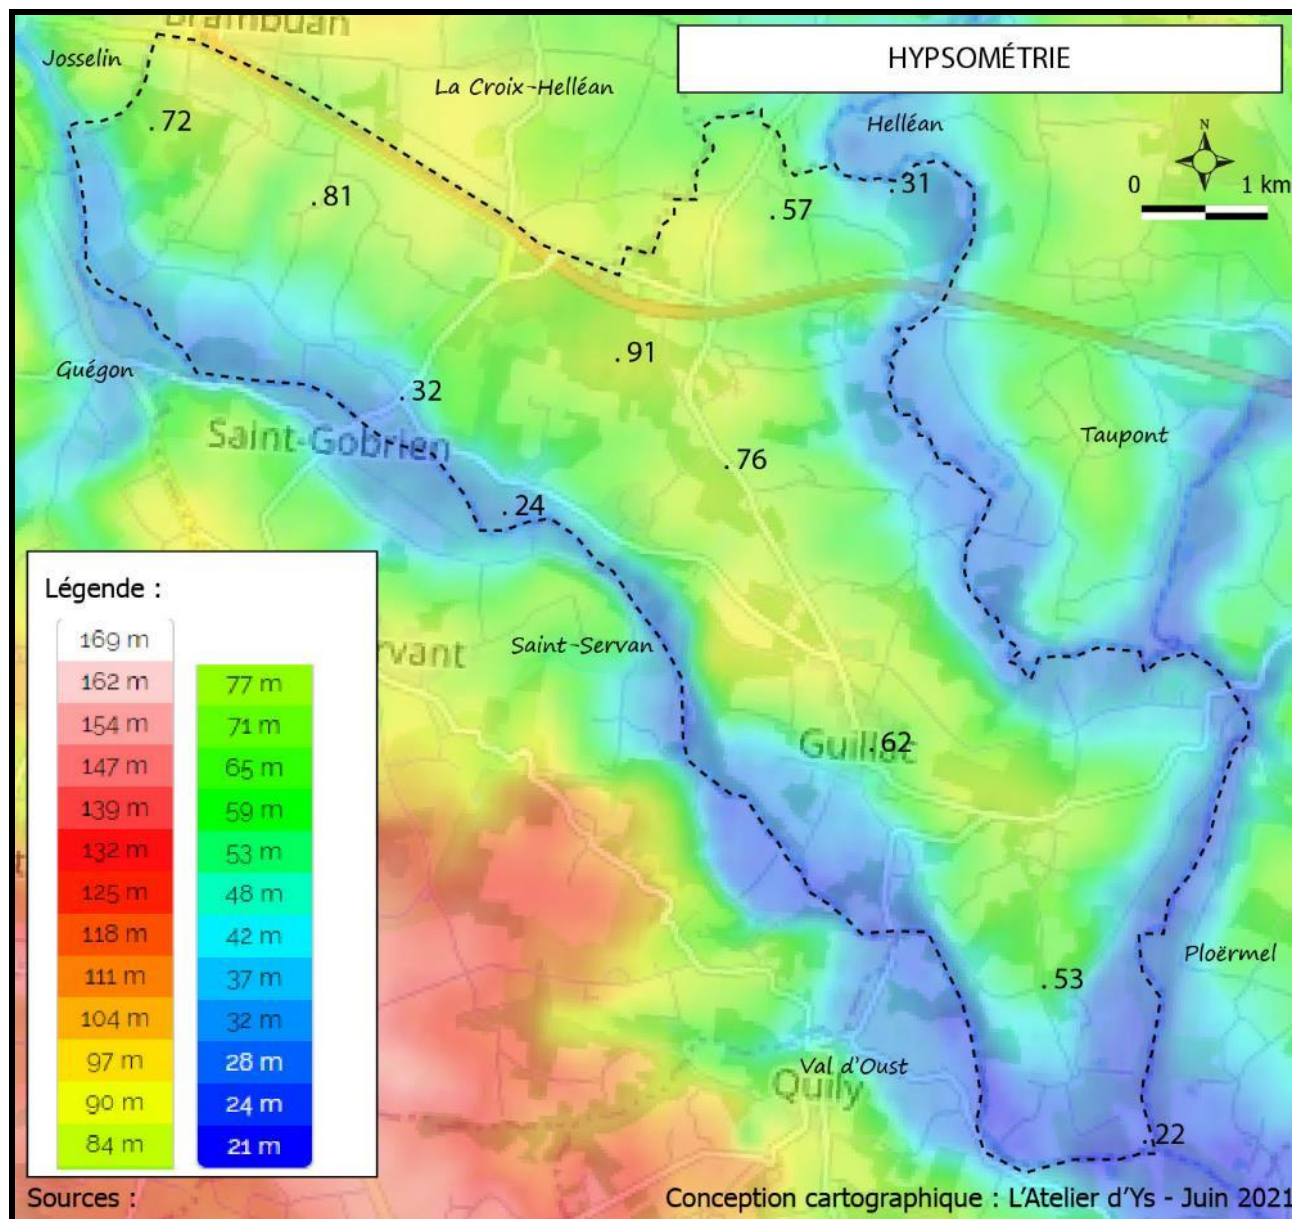 Brambuan
HYPSOMÉTRIE
Josselin
La Croix-Helléan
Helléan
N
. 72
. 81
. 57
. 31
0 1 km
. 91
Guégon
. 32
Saint-Gobrien
Taupont
. 76
. 24
Légende :
169 m
162 m
154 m
147 m
139 m
132 m
125 m
118 m
111 m
104 m
97 m
90 m
84 m
77 m
71 m
65 m
59 m
53 m
48 m
42 m
37 m
32 m
28 m
24 m
21 m
rvant
Saint-Servan
Guillac
. 62
Ploërmel
. 53
Val d'Oust
Quily
. 22
Sources :
Conception cartographique : L'Atelier d'Ys - Juin 2021